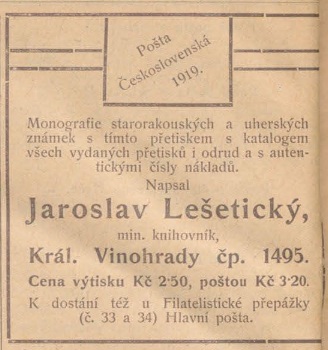 Pošta
Československá
1919.
Monografie starorakouských a uherských
známek s tímto přetiskem s katalogem
všech vydaných přetisků i odrud a s auten-
tickými čísly nákladů.
Napsal
Jaroslav Lešetický,
min. knihovník,
Král. Vinohrady čp. 1495.
Cena výtisku Kč 2·50, poštou Kč 3·20.
K dostání též u Filatelistické přepážky
(č. 33 a 34) Hlavní pošta.